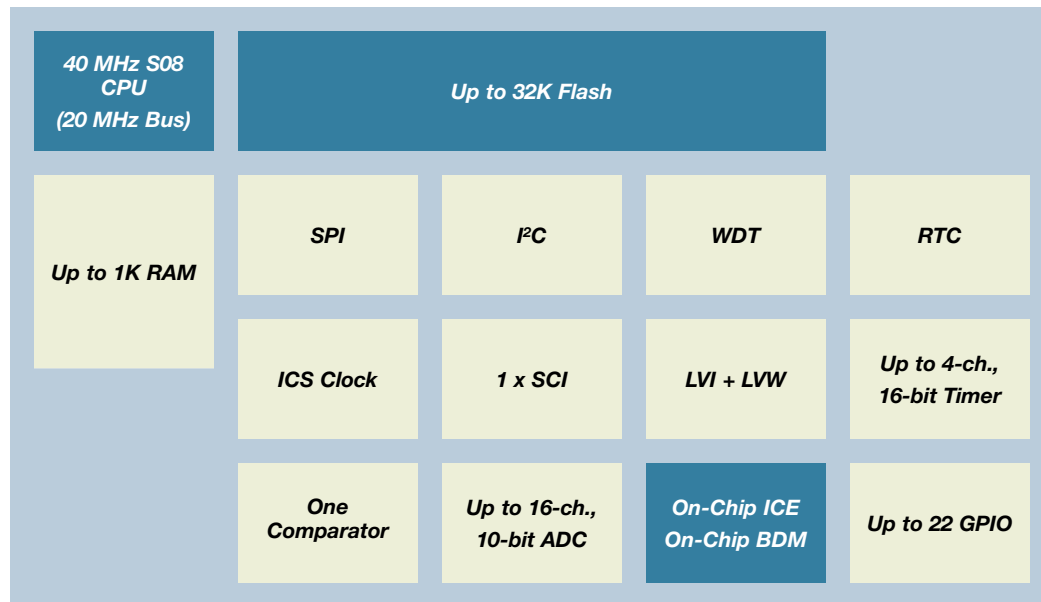 40 MHz S08
CPU
(20 MHz Bus)
Up to 32K Flash
Up to 1K RAM
SPI
I²C
WDT
RTC
ICS Clock
1 x SCI
LVI + LVW
Up to 4-ch.,
16-bit Timer
One
Comparator
Up to 16-ch.,
10-bit ADC
On-Chip ICE
On-Chip BDM
Up to 22 GPIO